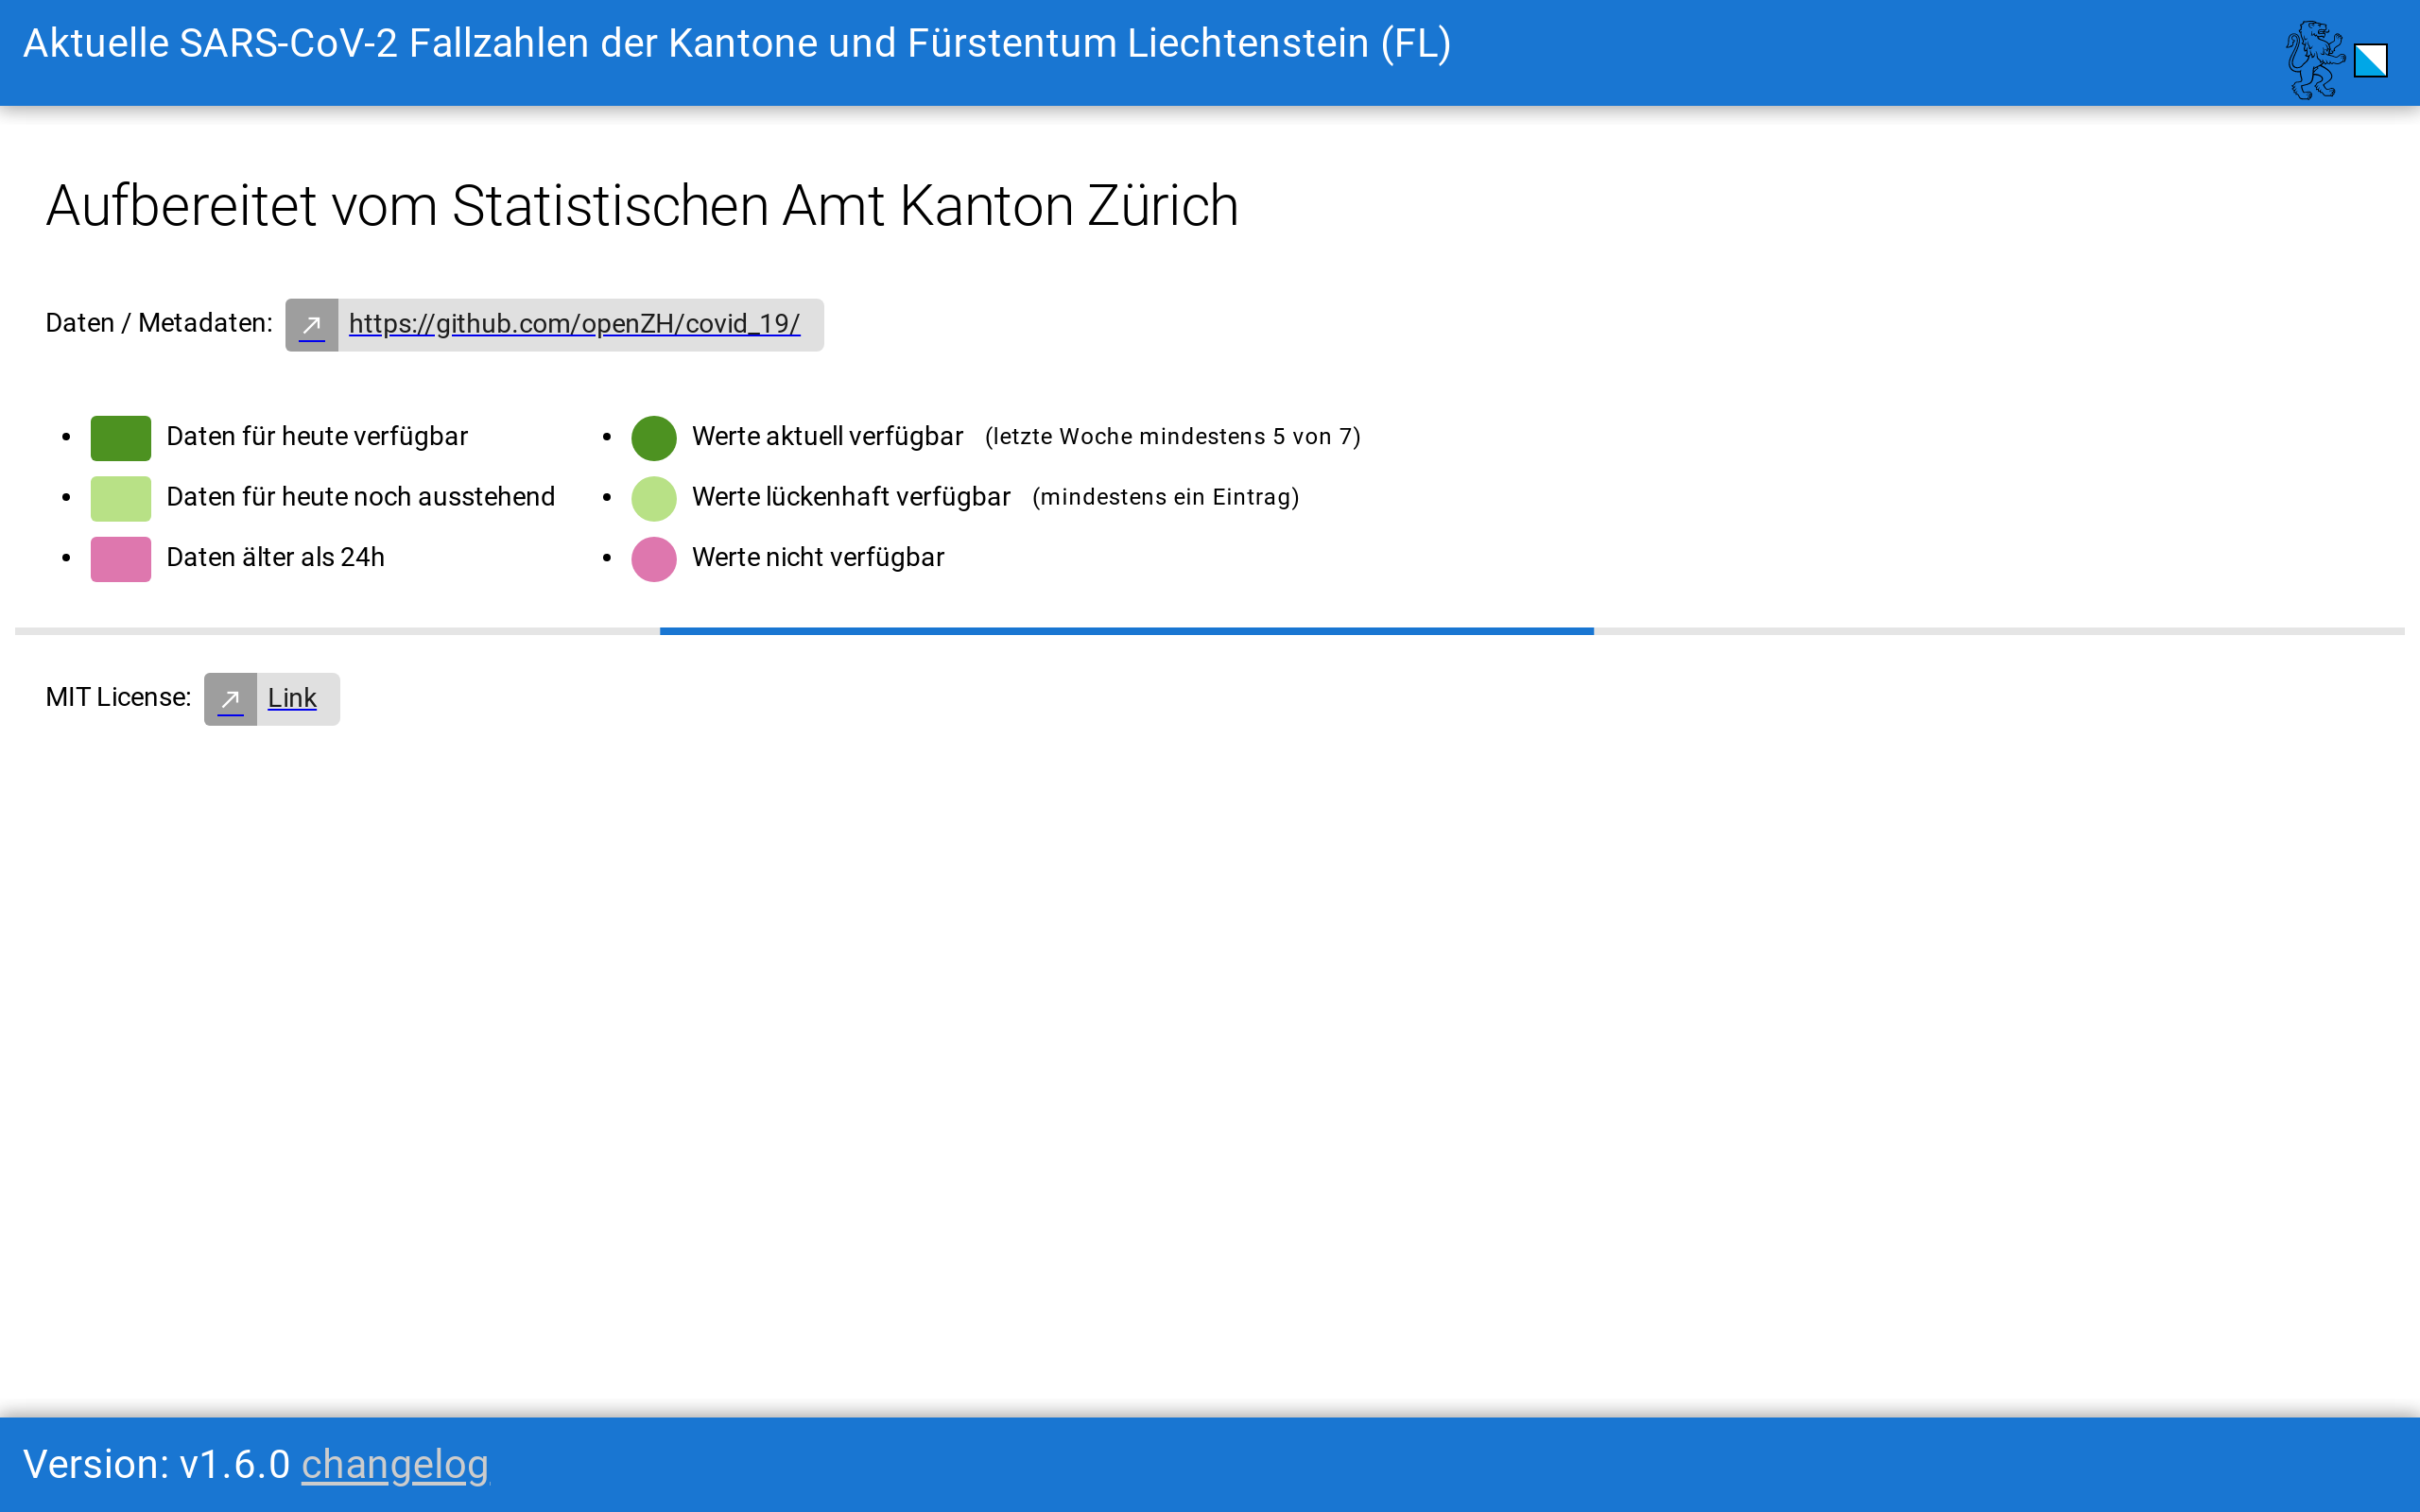 Aktuelle SARS-CoV-2 Fallzahlen der Kantone und Fürstentum Liechtenstein (FL)
Aufbereitet vom Statistischen Amt Kanton Zürich
Daten / Metadaten: https://github.com/openZH/covid_19/
Daten für heute verfügbar
Daten für heute noch ausstehend
Daten älter als 24h
Werte aktuell verfügbar (letzte Woche mindestens 5 von 7)
Werte lückenhaft verfügbar (mindestens ein Eintrag)
Werte nicht verfügbar
MIT License: Link
Version: v1.6.0 changelog